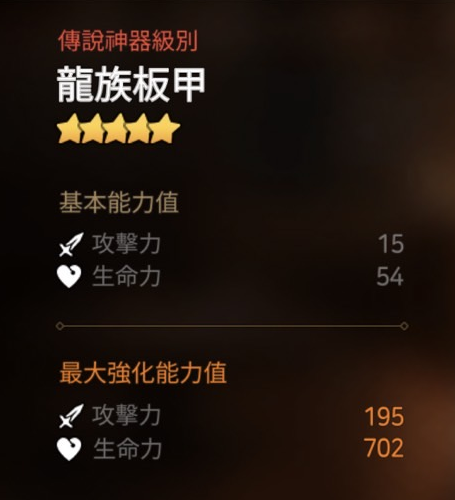 傳說神器級別
龍族板甲
基本能力值
攻擊力 15
生命力 54
最大強化能力值
攻擊力 195
生命力 702